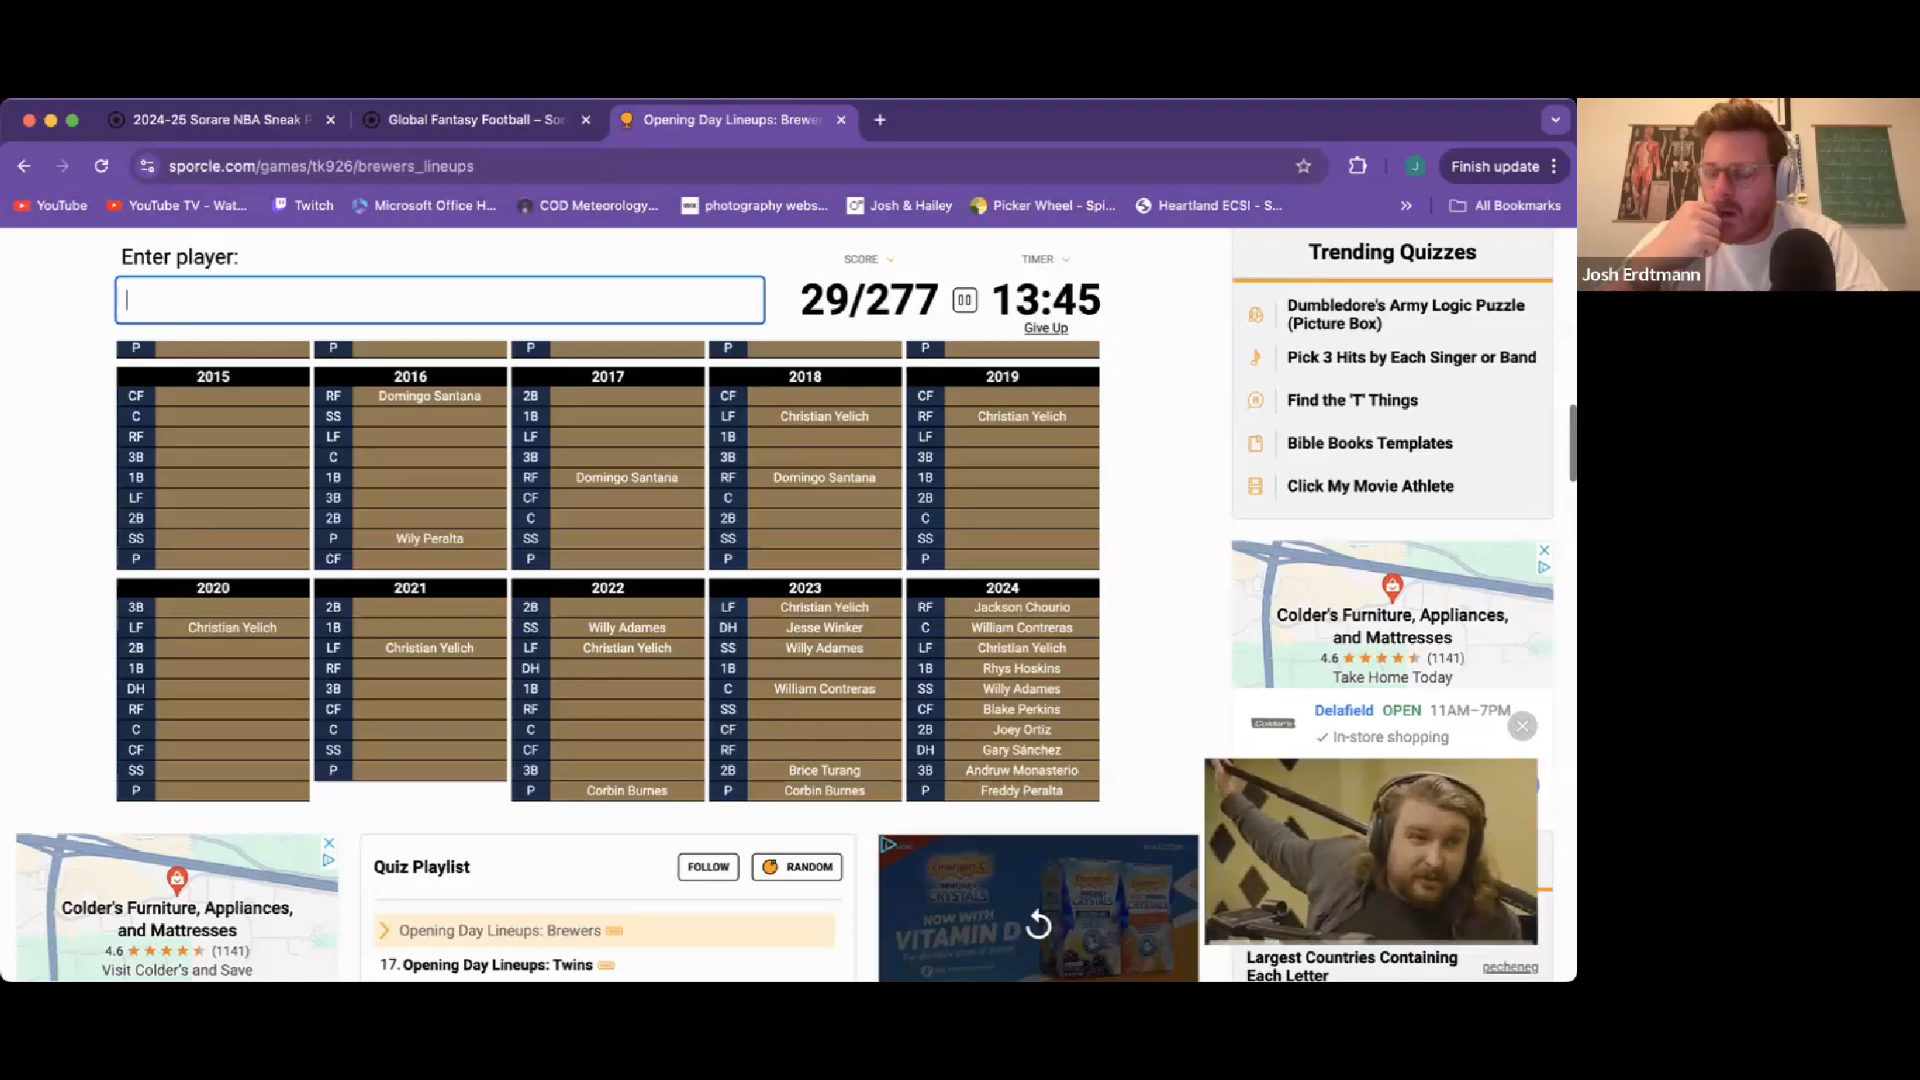 2024-25 Sorare NBA Sneak P
Global Fantasy Football – Sor
Opening Day Lineups: Brewe
sporcle.com/games/tk926/brewers_lineups
J
Finish update
YouTube
YouTube TV - Wat...
Twitch
Microsoft Office H...
COD Meteorology...
photography webs...
Josh & Hailey
Picker Wheel - Spi...
Heartland ECSI - S...
All Bookmarks
Josh Erdtmann
Enter player:
SCORE
TIMER
29/277
13:45
Give Up
P
P
P
P
P
2015
CF
C
RF
3B
1B
LF
2B
SS
P
2016
RF Domingo Santana
SS
LF
C
1B
3B
2B
P Wily Peralta
CF
2017
2B
1B
LF
3B
RF Domingo Santana
CF
C
SS
P
2018
CF
LF Christian Yelich
1B
3B
RF Domingo Santana
C
2B
SS
P
2019
CF
RF Christian Yelich
LF
3B
1B
2B
C
SS
P
2020
3B
LF Christian Yelich
2B
1B
DH
RF
C
CF
SS
P
2021
2B
1B
LF Christian Yelich
RF
3B
CF
C
SS
P
2022
2B
SS Willy Adames
LF Christian Yelich
DH
1B
RF
C
CF
3B
P Corbin Burnes
2023
LF Christian Yelich
DH Jesse Winker
SS Willy Adames
1B
C William Contreras
SS
CF
RF
2B Brice Turang
P Corbin Burnes
2024
RF Jackson Chourio
C William Contreras
LF Christian Yelich
1B Rhys Hoskins
SS Willy Adames
CF Blake Perkins
2B Joey Ortiz
DH Gary Sánchez
3B Andruw Monasterio
P Freddy Peralta
Trending Quizzes
Dumbledore's Army Logic Puzzle
(Picture Box)
Pick 3 Hits by Each Singer or Band
Find the 'T' Things
Bible Books Templates
Click My Movie Athlete
Colder's Furniture, Appliances,
and Mattresses
4.6 (1141)
Take Home Today
Colder's
Delafield OPEN 11AM–7PM
In-store shopping
Colder's Furniture, Appliances,
and Mattresses
4.6 (1141)
Visit Colder's and Save
Quiz Playlist
FOLLOW
RANDOM
Opening Day Lineups: Brewers
17. Opening Day Lineups: Twins
Emergen-C
CRYSTALS
NOW WITH
VITAMIN D
Largest Countries Containing
Each Letter
pecheneg